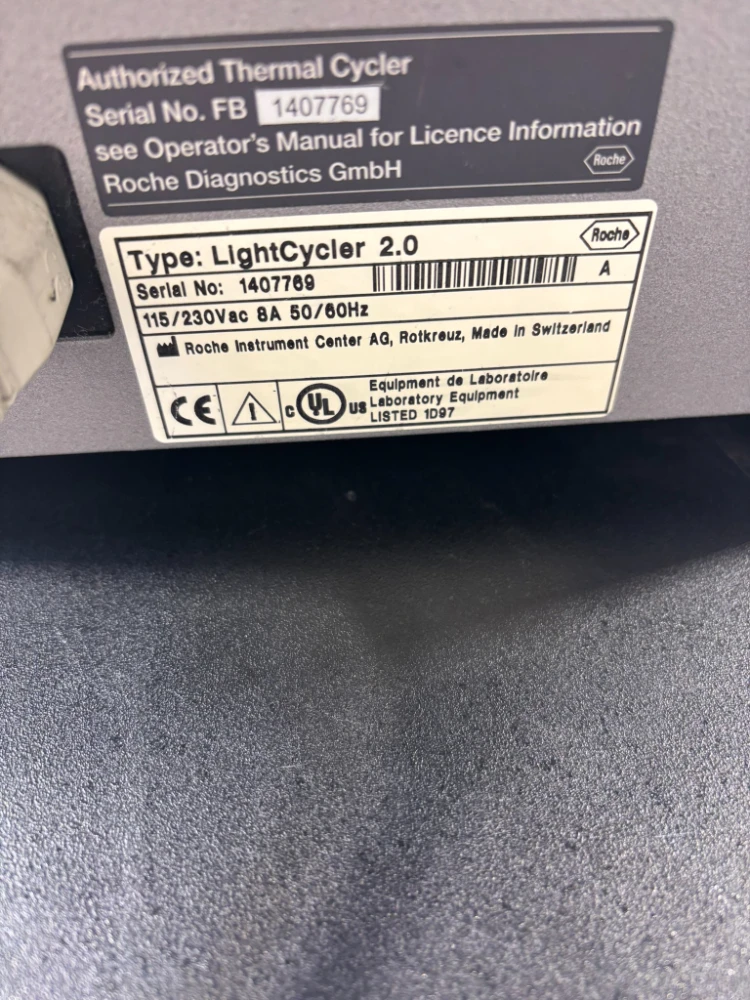 Authorized Thermal Cycler
Serial No. FB 1407769
see Operator's Manual for Licence Information
Roche Diagnostics GmbH
Roche
Type: LightCycler 2.0
Roche
Serial No: 1407769
A
115/230Vac 8A 50/60Hz
Roche Instrument Center AG, Rotkreuz, Made in Switzerland
CE
c UL US
Equipment de Laboratoire
Laboratory Equipment
LISTED 1D97